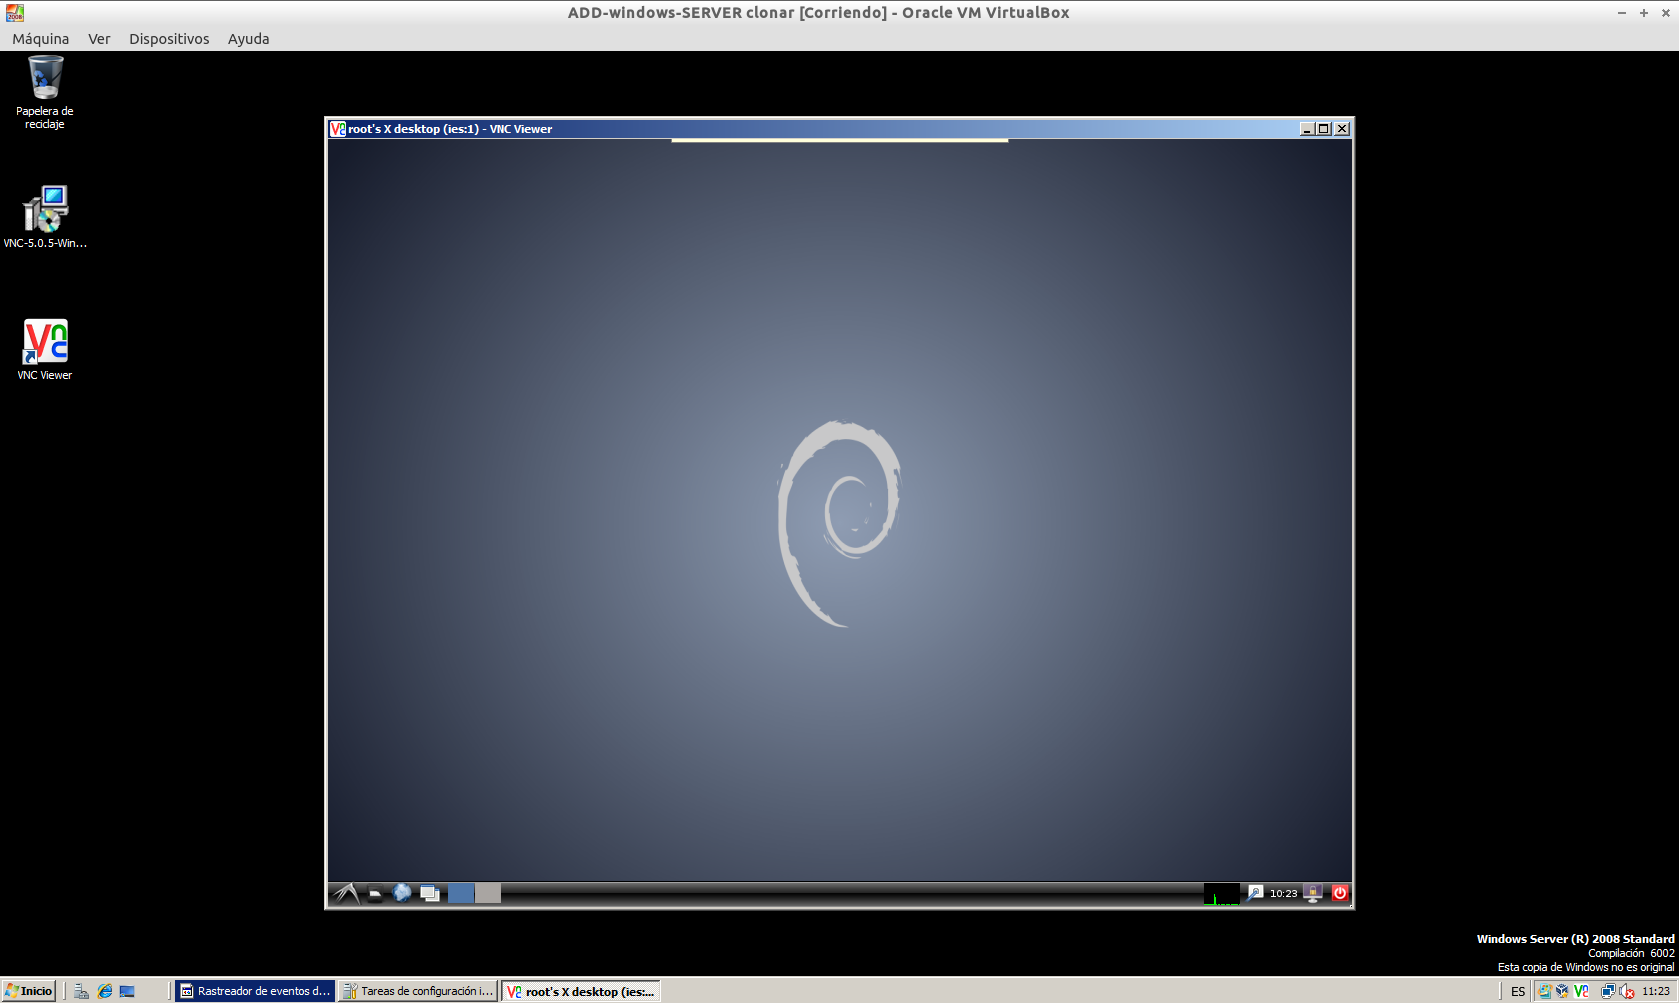 ADD-windows-SERVER clonar [Corriendo] - Oracle VM VirtualBox
Máquina Ver Dispositivos Ayuda
Papelera de
reciclaje
VNC-5.0.5-Win...
VNC Viewer
root's X desktop (ies:1) - VNC Viewer
10:23
Windows Server (R) 2008 Standard
Compilación 6002
Esta copia de Windows no es original
Inicio
Rastreador de eventos d...
Tareas de configuración i...
root's X desktop (ies:...
ES
11:23